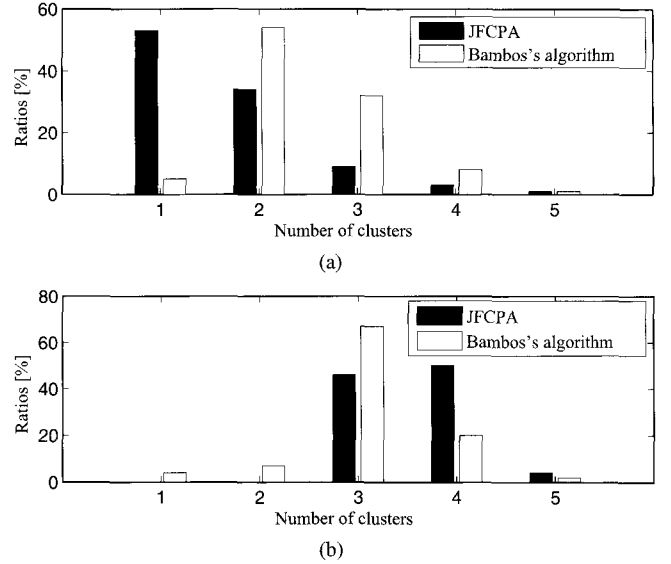 60
40
20
0
Ratios [%]
JFCPA
Bambos's algorithm
1 2 3 4 5
Number of clusters
(a)
80
60
40
20
0
Ratios [%]
JFCPA
Bambos's algorithm
1 2 3 4 5
Number of clusters
(b)